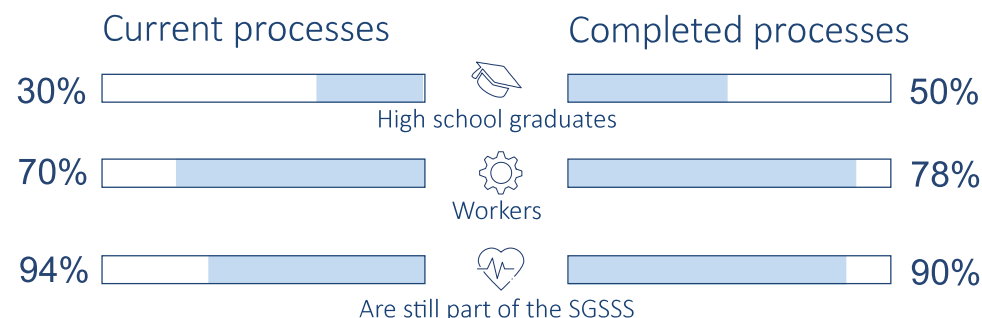 Current processes
Completed processes
30%
50%
High school graduates
70%
78%
Workers
94%
90%
Are still part of the SGSSS